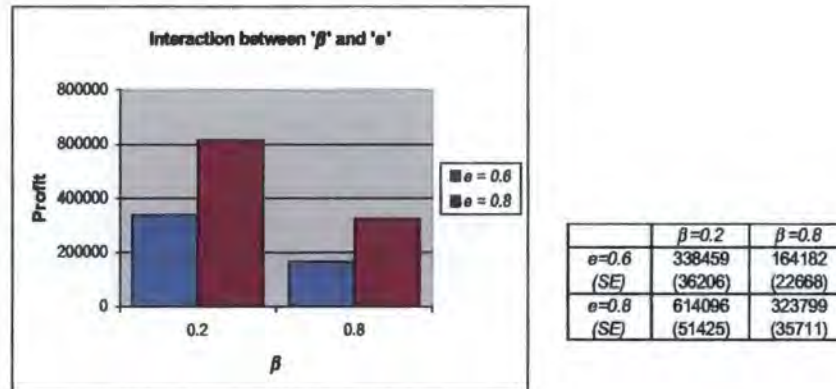 Interaction between 'β' and 'e'
800000
600000
400000
200000
0
Profit
0.2
0.8
β
e = 0.6
e = 0.8
β=0.2 β=0.8
e=0.6 338459 164182
(SE) (36206) (22668)
e=0.8 614096 323799
(SE) (51425) (35711)